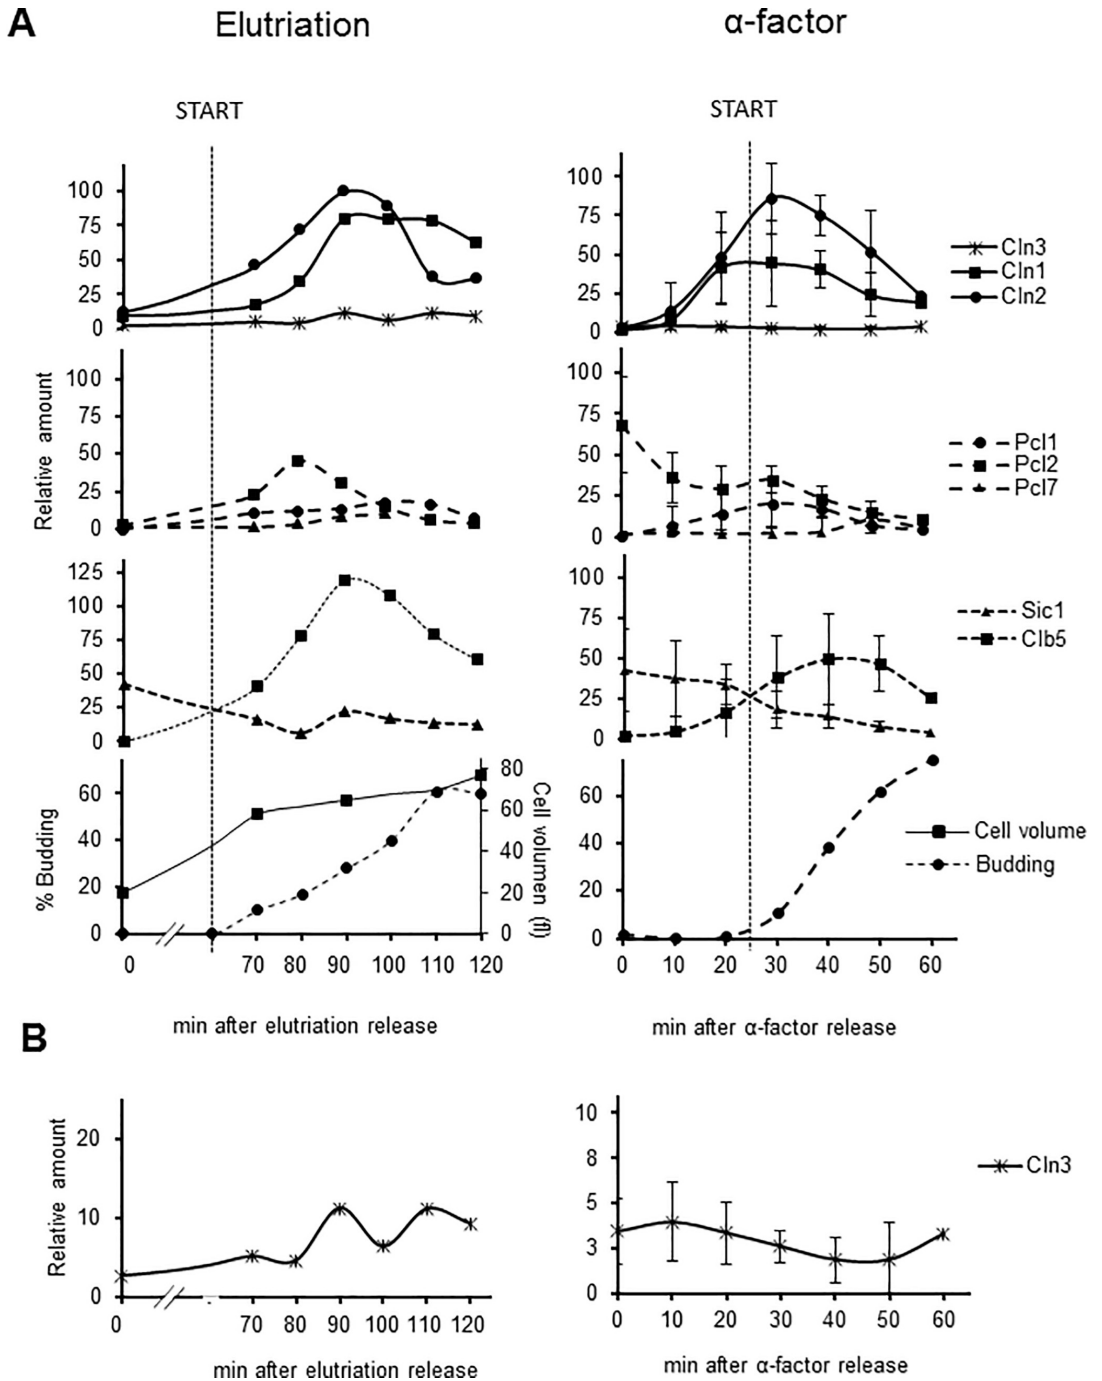 A
Elutriation
α-factor
START
START
100
75
50
25
0
100
75
50
25
0
Cln3
Cln1
Cln2
Relative amount
100
75
50
25
0
100
75
50
25
0
Pcl1
Pcl2
Pcl7
125
100
75
50
25
0
100
75
50
25
0
Sic1
Clb5
% Budding
60
40
20
0
80
60
40
20
0
Cell volumen (fl)
60
40
20
0
Cell volume
Budding
0 70 80 90 100 110 120
0 10 20 30 40 50 60
min after elutriation release
min after α-factor release
B
Relative amount
20
10
0
10
8
5
3
0
Cln3
0 70 80 90 100 110 120
0 10 20 30 40 50 60
min after elutriation release
min after α-factor release